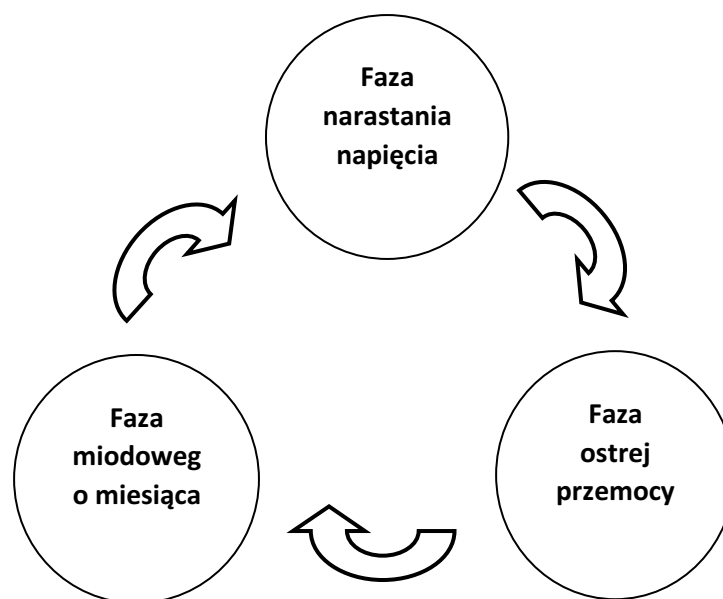 Faza
narastania
napięcia
Faza
ostrej
przemocy
Faza
miodoweg
o miesiąca